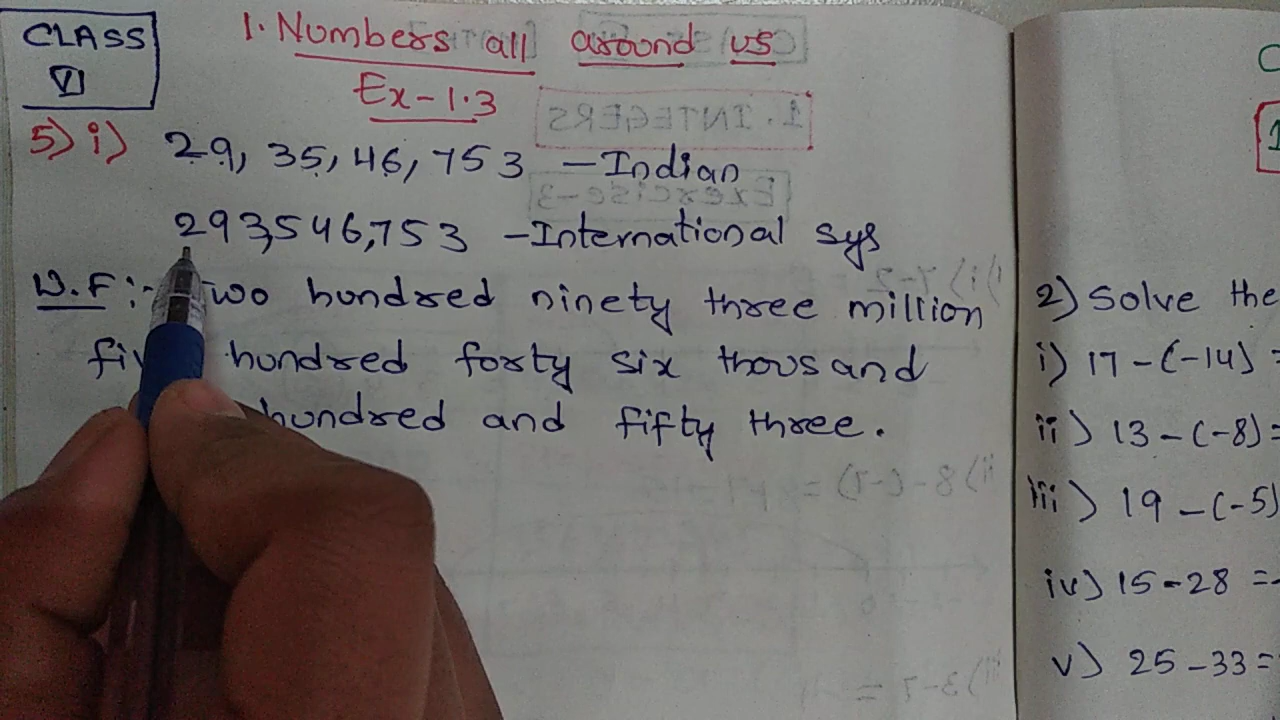 CLASS
VI
1. Numbers all around us
Ex-1.3
5) i) 29, 35, 46, 753 - Indian
293,546,753 - International sys
W.F:- Two hundred ninety three million
hundred forty six thousand
hundred and fifty three.
2) Solve the
i) 17-(-14) =
ii) 13-(-8) =
iii) 19-(-5)
iv) 15-28 =
v) 25-33 =